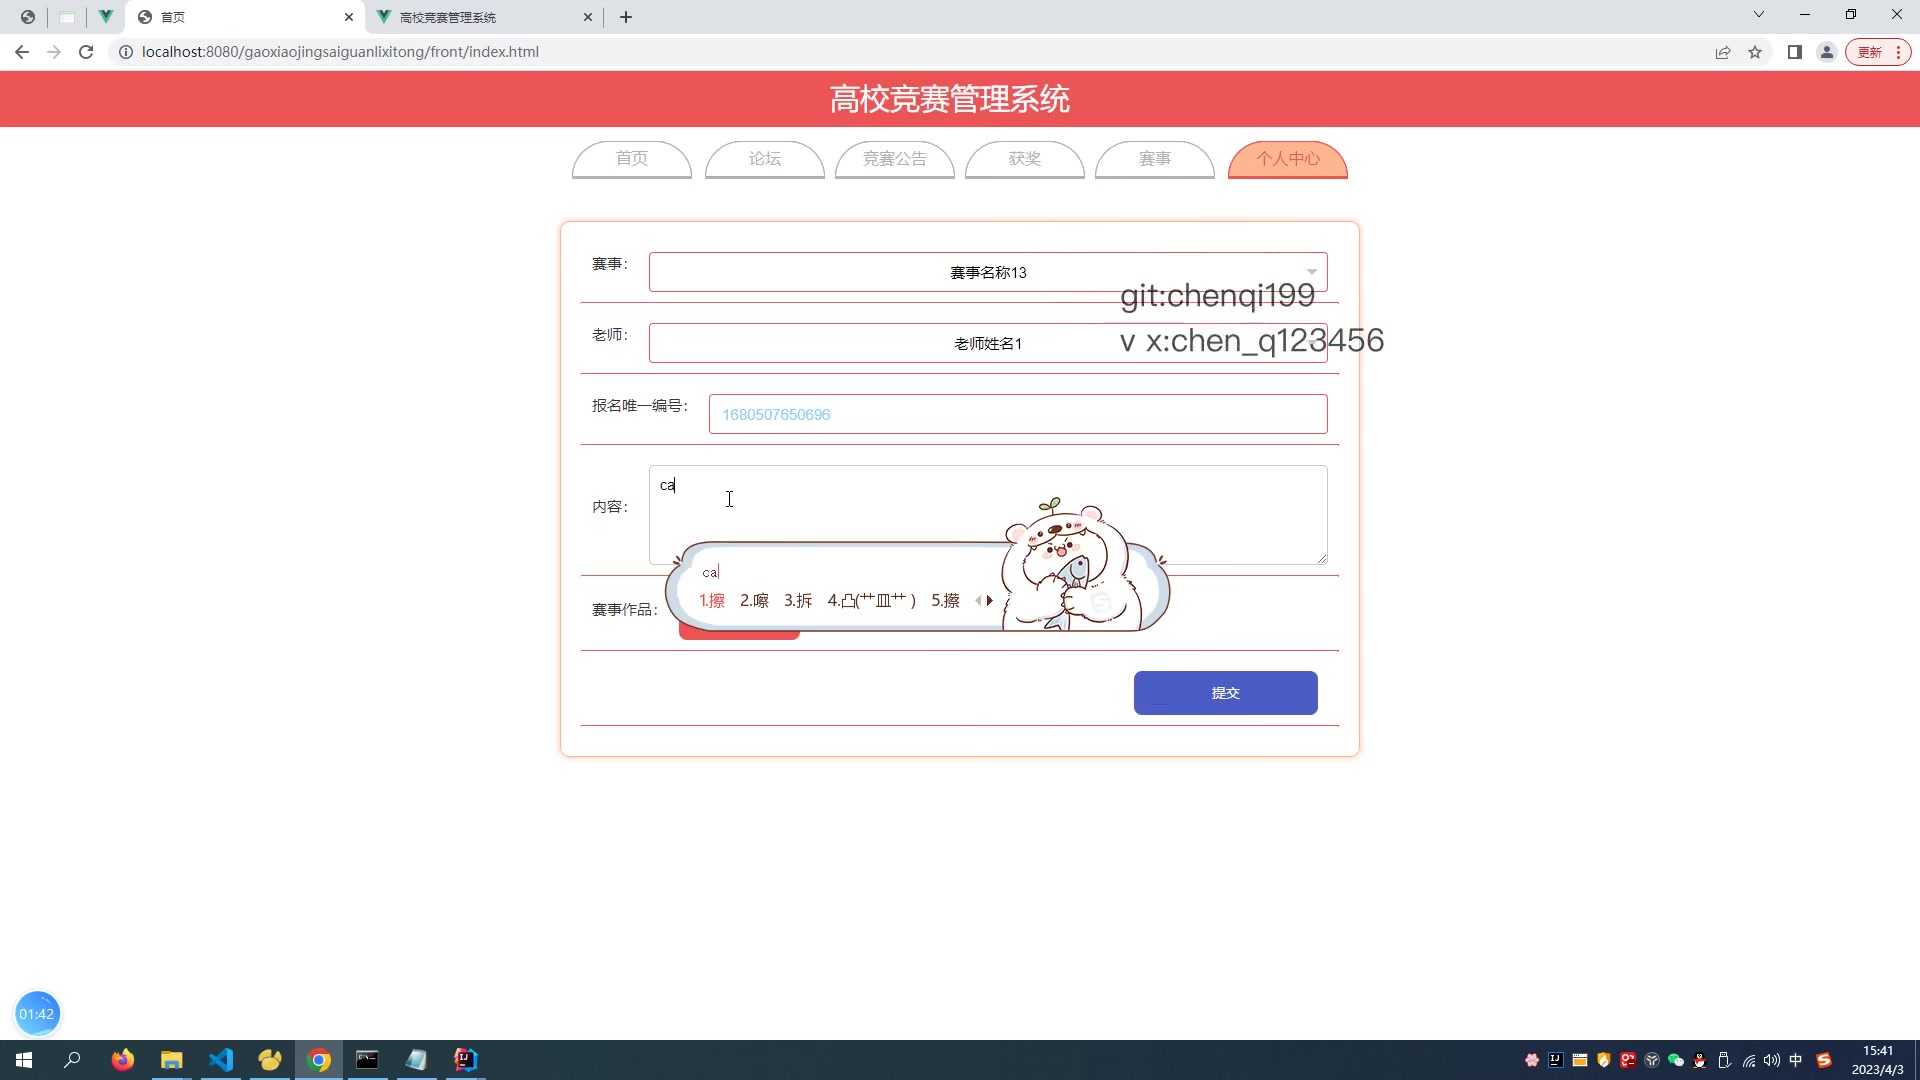 首页
高校竞赛管理系统
localhost:8080/gaoxiaojingsaiguanlixitong/front/index.html
更新
高校竞赛管理系统
首页
论坛
竞赛公告
获奖
赛事
个人中心
赛事：
赛事名称13
git:chenqi199
老师：
老师姓名1
v x:chen_q123456
报名唯一编号：
1680507650696
内容：
ca
ca
1.擦 2.嚓 3.拆 4.凸(艹皿艹 ) 5.攃
赛事作品：
提交
01:42
中
15:41
2023/4/3